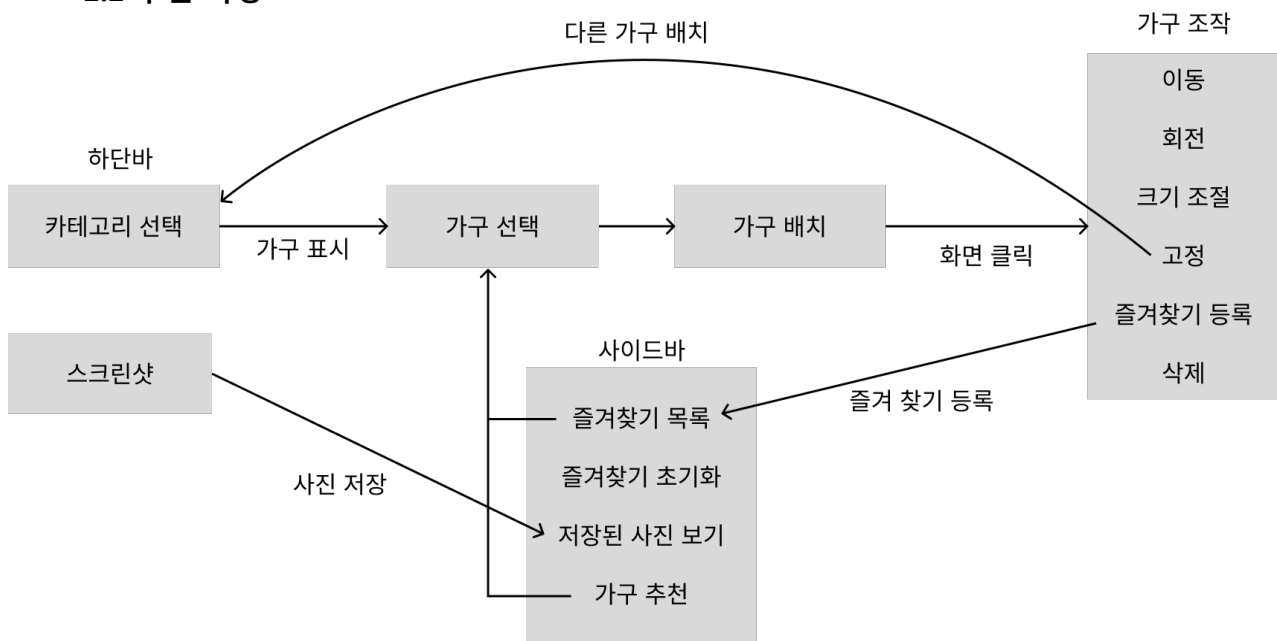 다른 가구 배치
가구 조작
이동
회전
크기 조절
고정
즐겨찾기 등록
삭제
하단바
카테고리 선택
가구 표시
가구 선택
가구 배치
화면 클릭
스크린샷
사진 저장
사이드바
즐겨찾기 목록
즐겨찾기 초기화
저장된 사진 보기
가구 추천
즐겨 찾기 등록